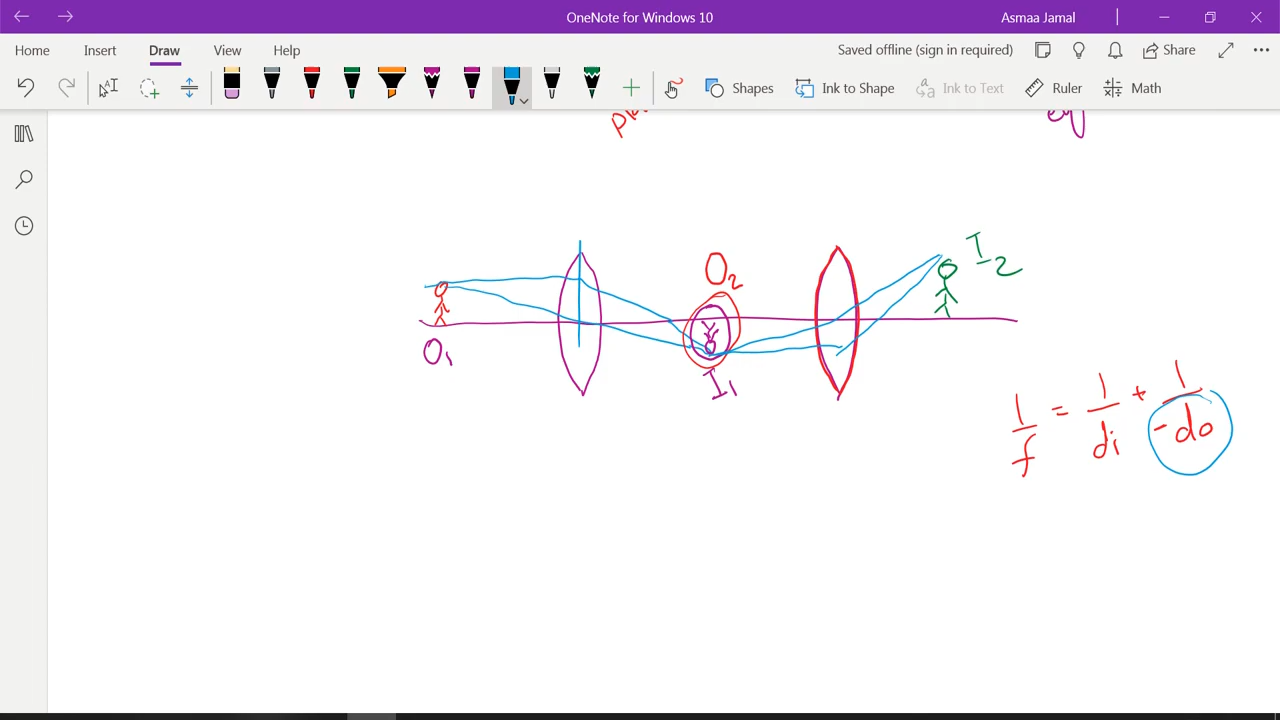 OneNote for Windows 10
Asmaa Jamal
Home Insert Draw View Help
Saved offline (sign in required)
Share
Shapes
Ink to Shape
Ink to Text
Ruler
Math
O2
I2
O1
I1
1/f = 1/di + 1/-do